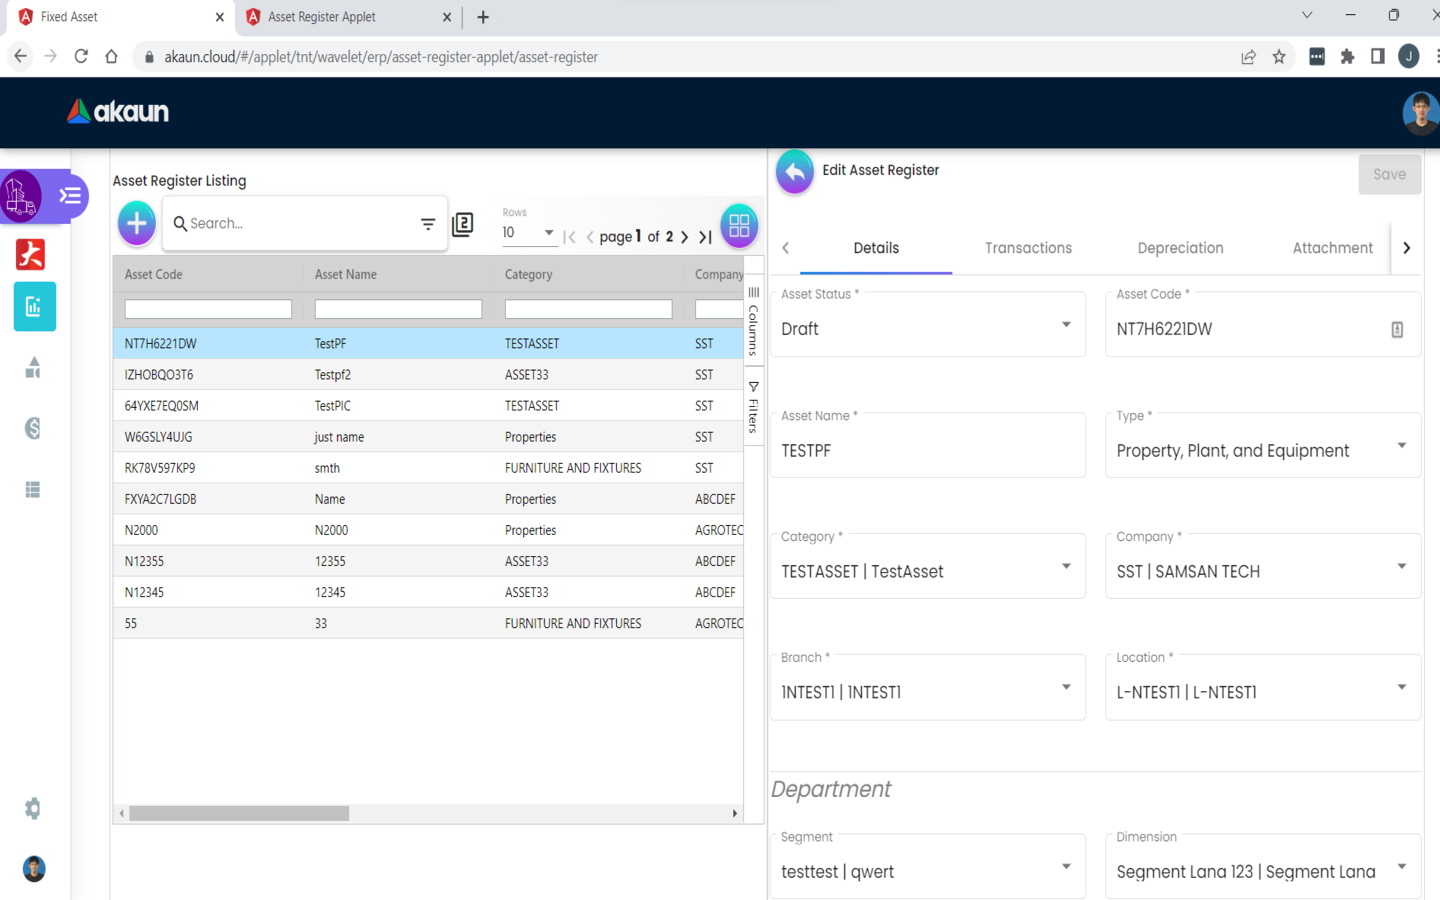 Fixed Asset
Asset Register Applet
akaun.cloud/#/applet/tnt/wavelet/erp/asset-register-applet/asset-register
J
akaun
Asset Register Listing
Search...
2
Rows
10
page 1 of 2
Asset Code Asset Name Category Company
NT7H6221DW TestPF TESTASSET SST
IZHOBQO3T6 Testpf2 ASSET33 SST
64YXE7EQ0SM TestPIC TESTASSET SST
W6GSLY4UJG just name Properties SST
RK78V597KP9 smth FURNITURE AND FIXTURES SST
FXYA2C7LGDB Name Properties ABCDEF
N2000 N2000 Properties AGROTEC
N12355 12355 ASSET33 ABCDEF
N12345 12345 ASSET33 ABCDEF
55 33 FURNITURE AND FIXTURES AGROTEC
Columns
Filters
Edit Asset Register
Save
Details Transactions Depreciation Attachment
Asset Status *
Draft
Asset Code *
NT7H6221DW
Asset Name *
TESTPF
Type *
Property, Plant, and Equipment
Category *
TESTASSET | TestAsset
Company *
SST | SAMSAN TECH
Branch *
1NTEST1 | 1NTEST1
Location *
L-NTEST1 | L-NTEST1
Department
Segment
testtest | qwert
Dimension
Segment Lana 123 | Segment Lana